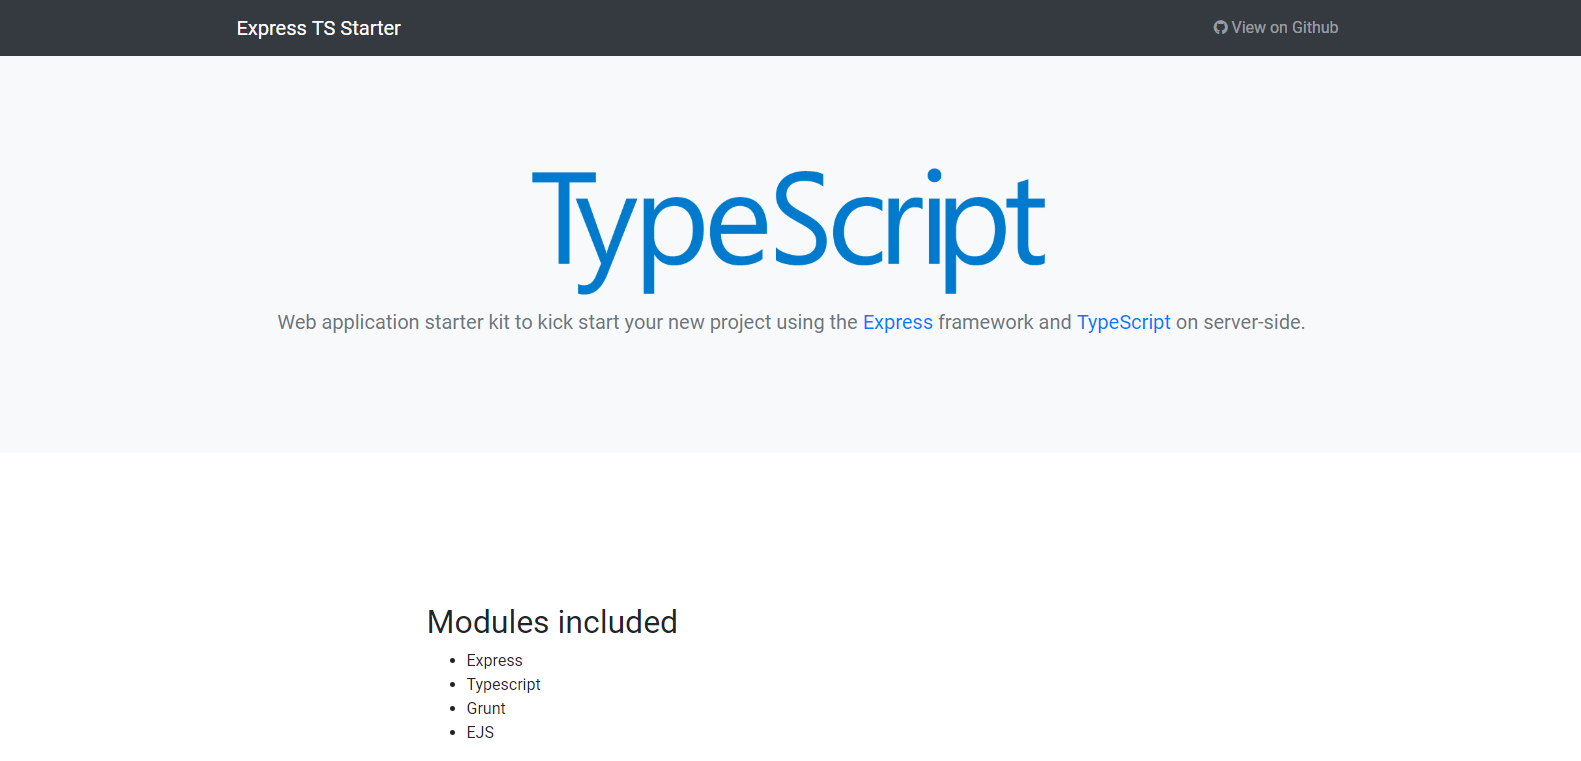 Express TS Starter
View on Github
TypeScript
Web application starter kit to kick start your new project using the Express framework and TypeScript on server-side.
Modules included
Express
Typescript
Grunt
EJS